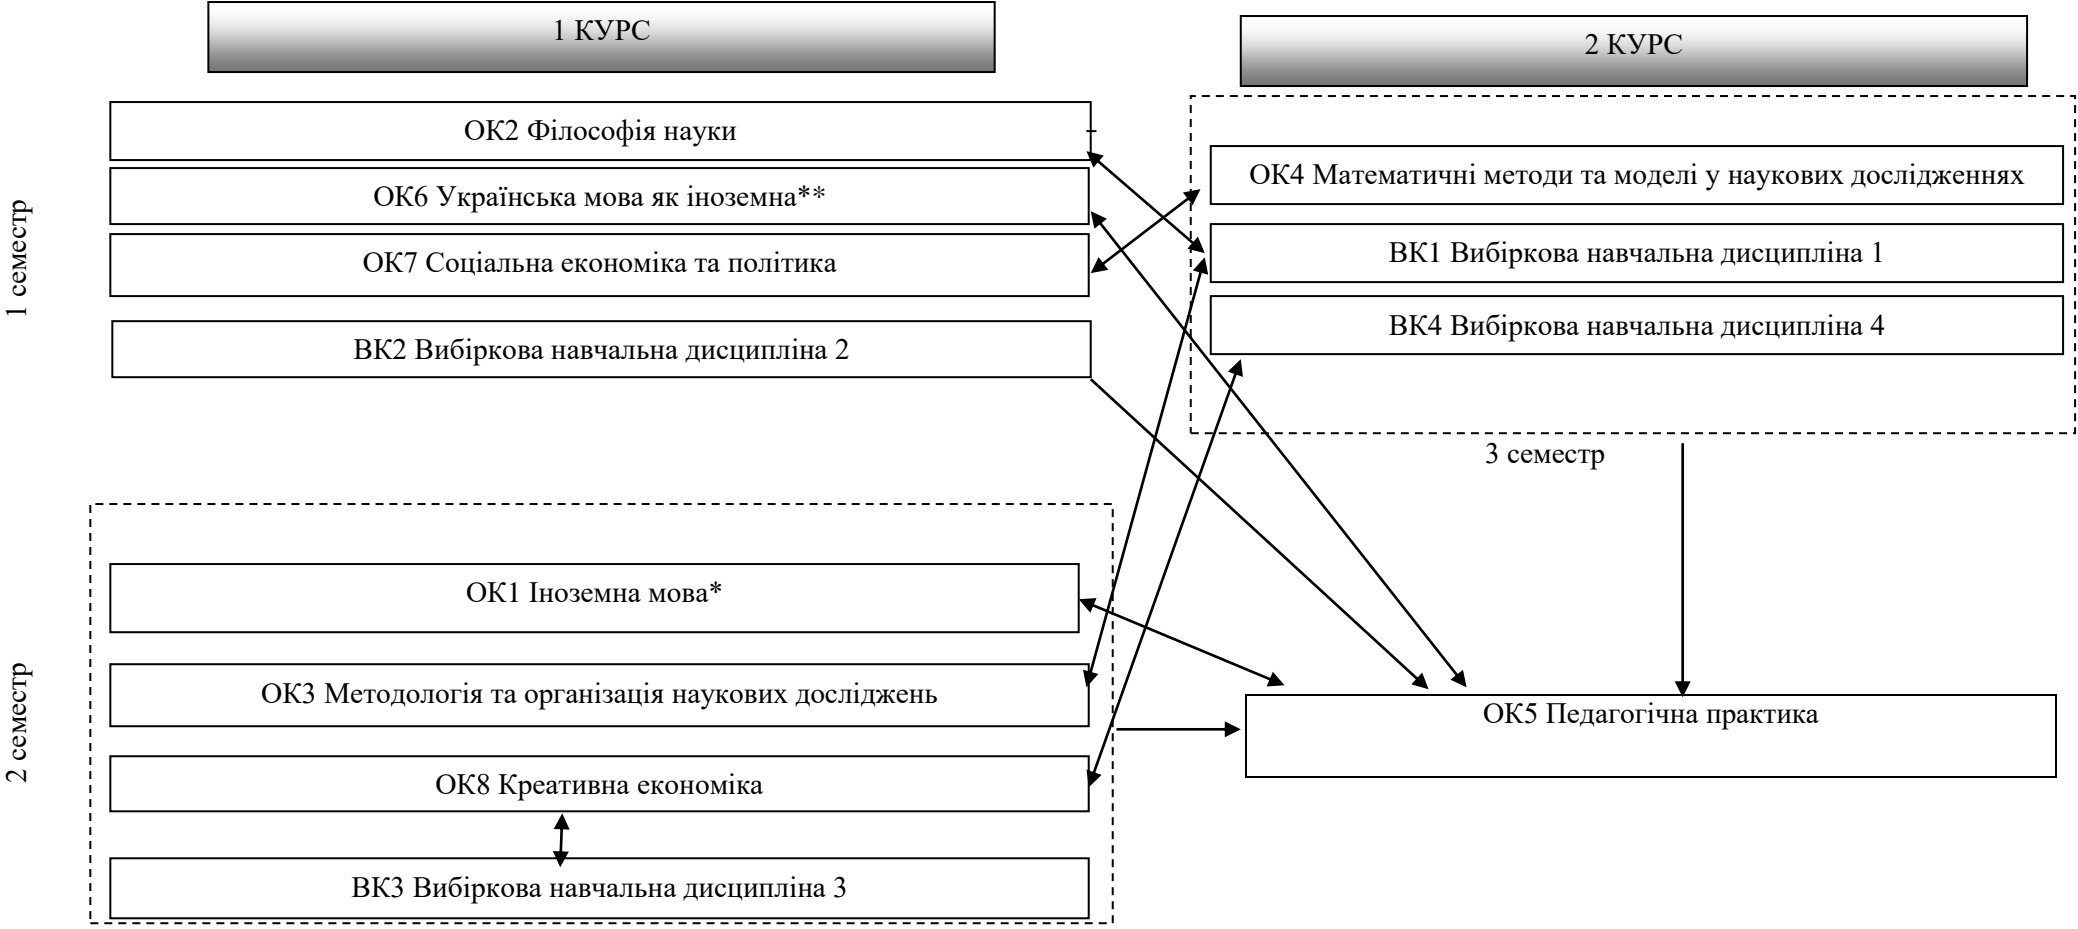 1 КУРС
2 КУРС
1 семестр
ОК2 Філософія науки
ОК6 Українська мова як іноземна**
ОК7 Соціальна економіка та політика
ВК2 Вибіркова навчальна дисципліна 2
ОК4 Математичні методи та моделі у наукових дослідженнях
ВК1 Вибіркова навчальна дисципліна 1
ВК4 Вибіркова навчальна дисципліна 4
3 семестр
2 семестр
ОК1 Іноземна мова*
ОК3 Методологія та організація наукових досліджень
ОК8 Креативна економіка
ВК3 Вибіркова навчальна дисципліна 3
ОК5 Педагогічна практика